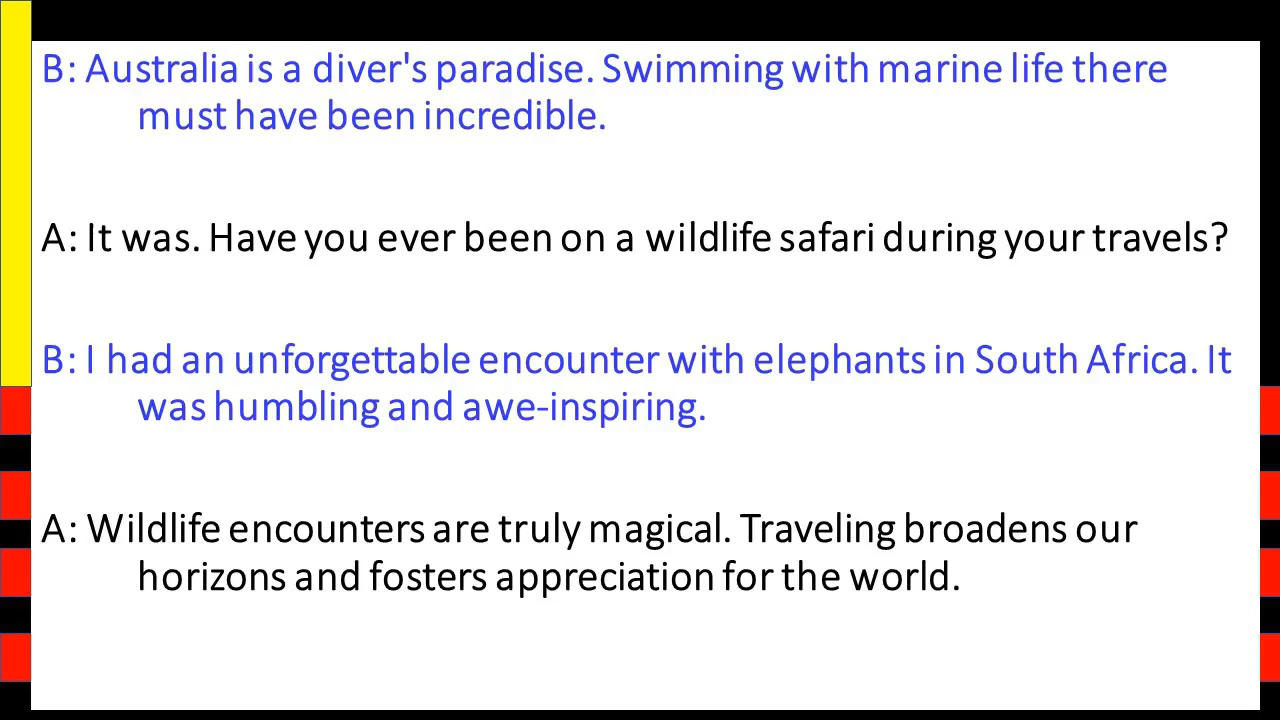 B: Australia is a diver's paradise. Swimming with marine life there
must have been incredible.
A: It was. Have you ever been on a wildlife safari during your travels?
B: I had an unforgettable encounter with elephants in South Africa. It
was humbling and awe-inspiring.
A: Wildlife encounters are truly magical. Traveling broadens our
horizons and fosters appreciation for the world.